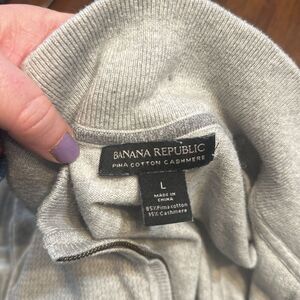 BANANA REPUBLIC
PIMA COTTON CASHMERE
L
MADE IN
CHINA
85%Pima cotton
15% Cashmere